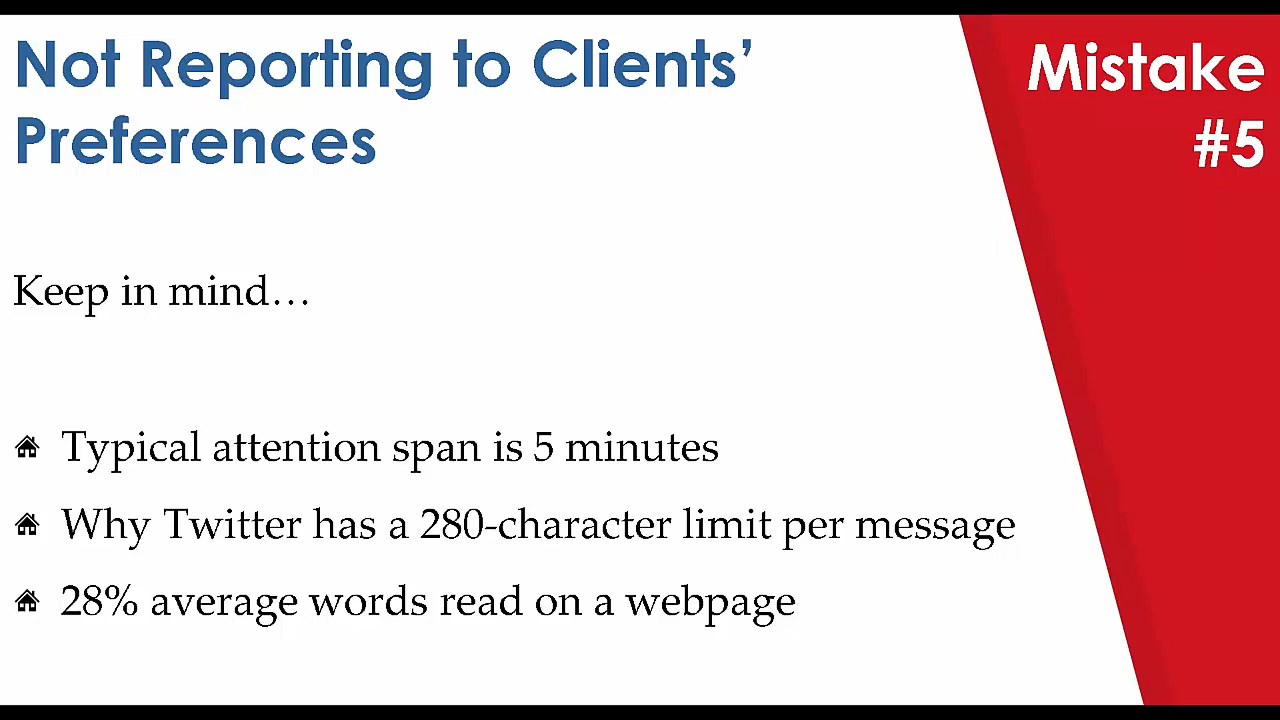 Not Reporting to Clients’
Preferences
Mistake
#5
Keep in mind…
Typical attention span is 5 minutes
Why Twitter has a 280-character limit per message
28% average words read on a webpage